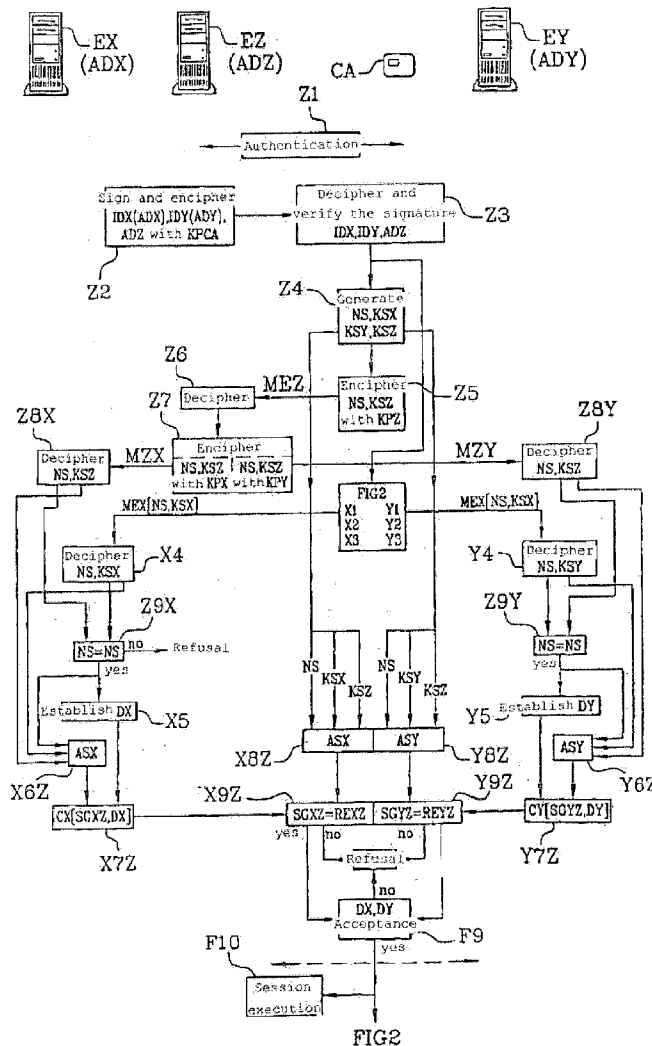 EX
(ADX)
EZ
(ADZ)
CA
EY
(ADY)
Z1
Authentication
Sign and encipher
IDX(ADX),IDY(ADY),
ADZ with KPCA
Z2
Decipher and
verify the signature
IDX,IDY,ADZ
Z3
Z4
Generate
NS,KSX
KSY,KSZ
Z6
Decipher
MEZ
Encipher
NS,KSZ
with KPZ
Z5
Z7
Encipher
NS,KSZ
with KPX
NS,KSZ
with KPY
Z8X
Decipher
NS,KSZ
MZX
MZY
Z8Y
Decipher
NS,KSZ
MEX[NS,KSX]
FIG2
X1 Y1
X2 Y2
X3 Y3
MEX[NS,KSX]
Decipher
NS,KSX
X4
Y4
Decipher
NS,KSY
Z9X
NS=NS
no
Refusal
yes
Z9Y
NS=NS
yes
NS
KSX
KSZ
NS
KSY
KSZ
Establish DX
X5
Y5
Establish DY
ASX
X6Z
X8Z
ASX
ASY
Y8Z
ASY
Y6Z
CX[SGXZ,DX]
X7Z
X9Z
SGXZ=REXZ
SGYZ=REYZ
Y9Z
CY[SGYZ,DY]
Y7Z
yes
no
no
Refusal
no
DX,DY
Acceptance
yes
F9
F10
Session
execution
FIG2